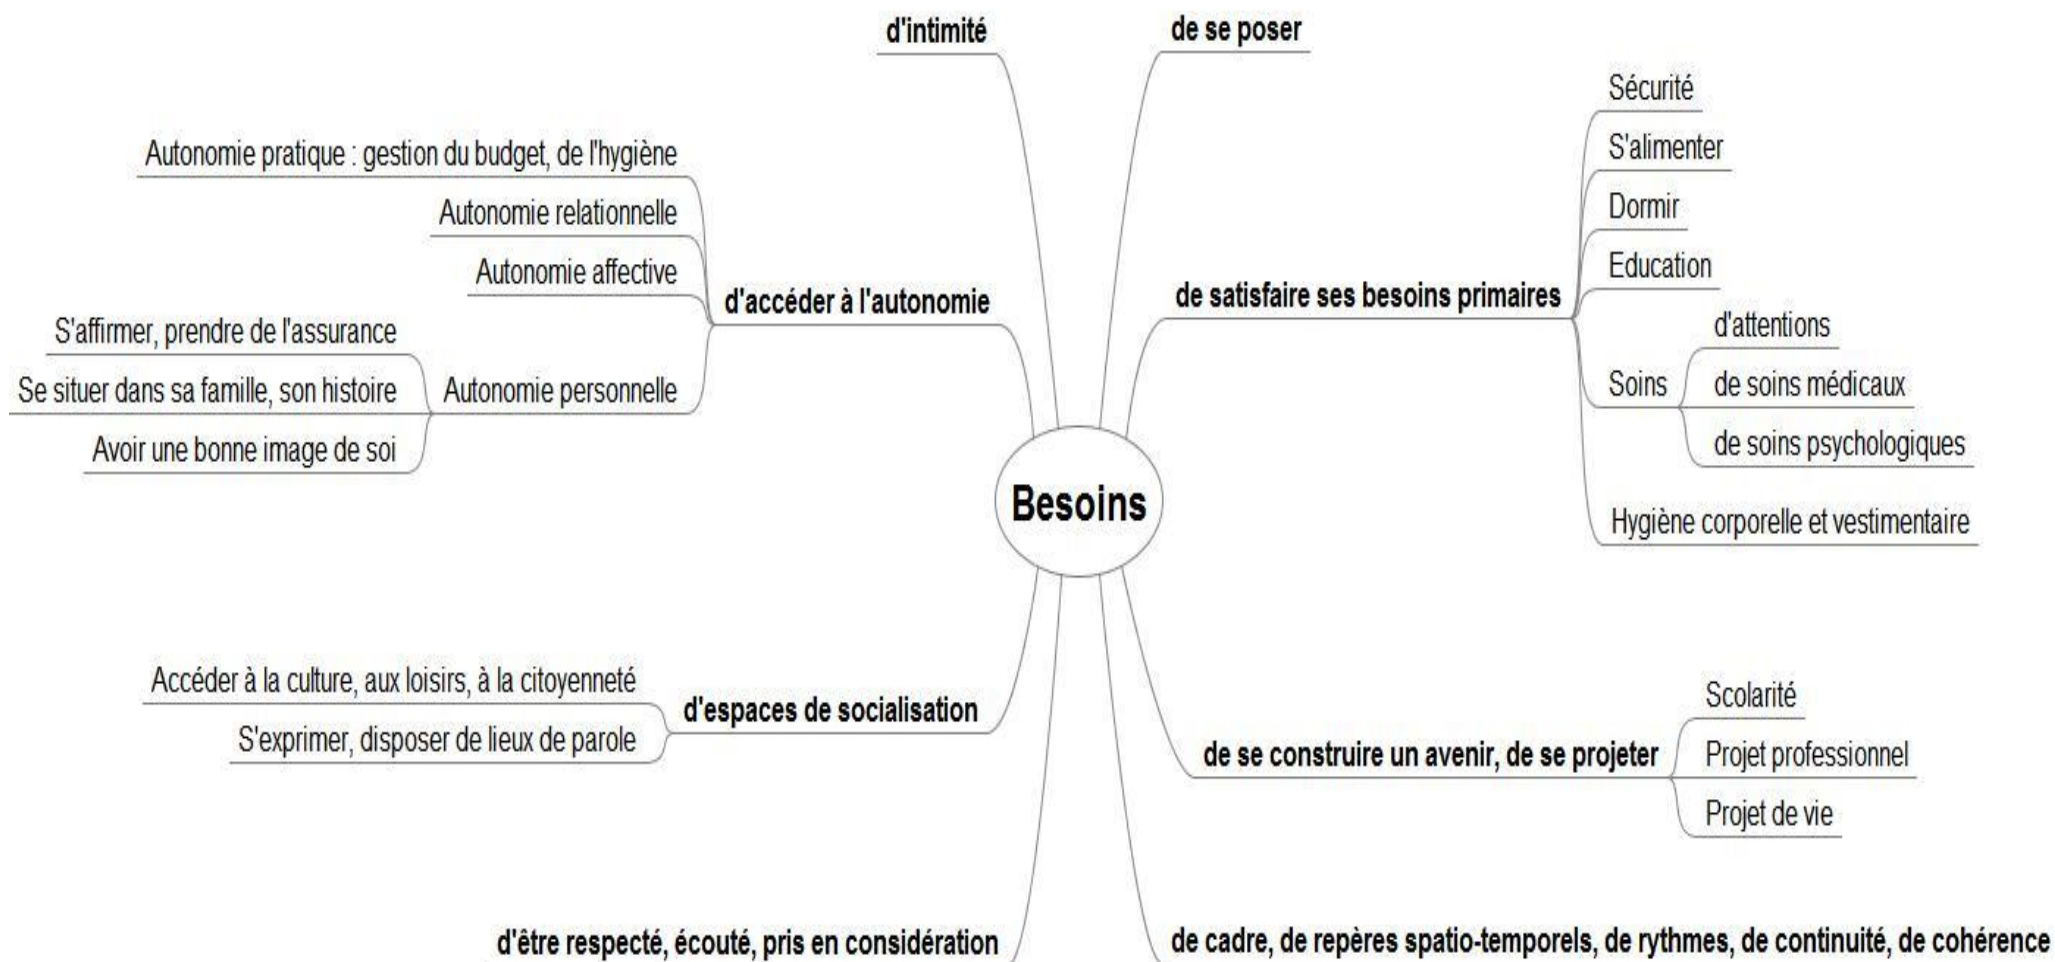 d'intimité
de se poser
Autonomie pratique : gestion du budget, de l'hygiène
Autonomie relationnelle
Autonomie affective
d'accéder à l'autonomie
S'affirmer, prendre de l'assurance
Se situer dans sa famille, son histoire
Autonomie personnelle
Avoir une bonne image de soi
Sécurité
S'alimenter
Dormir
Education
de satisfaire ses besoins primaires
d'attentions
Soins
de soins médicaux
de soins psychologiques
Hygiène corporelle et vestimentaire
Besoins
Accéder à la culture, aux loisirs, à la citoyenneté
d'espaces de socialisation
S'exprimer, disposer de lieux de parole
Scolarité
de se construire un avenir, de se projeter
Projet professionnel
Projet de vie
d'être respecté, écouté, pris en considération
de cadre, de repères spatio-temporels, de rythmes, de continuité, de cohérence